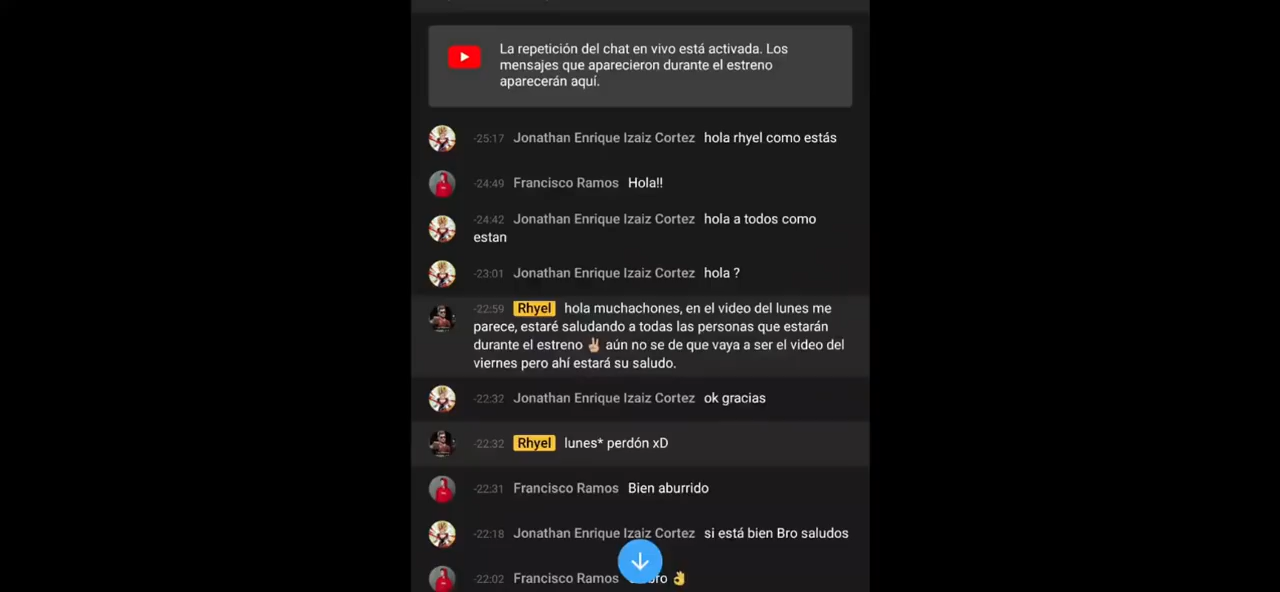 La repetición del chat en vivo está activada. Los
mensajes que aparecieron durante el estreno
aparecerán aquí.
-25:17 Jonathan Enrique Izaiz Cortez hola rhyel como estás
-24:49 Francisco Ramos Hola!!
-24:42 Jonathan Enrique Izaiz Cortez hola a todos como
estan
-23:01 Jonathan Enrique Izaiz Cortez hola ?
-22:59 Rhyel hola muchachones, en el video del lunes me
parece, estaré saludando a todas las personas que estarán
durante el estreno ✌🏼 aún no se de que vaya a ser el video del
viernes pero ahí estará su saludo.
-22:32 Jonathan Enrique Izaiz Cortez ok gracias
-22:32 Rhyel lunes* perdón xD
-22:31 Francisco Ramos Bien aburrido
-22:18 Jonathan Enrique Izaiz Cortez si está bien Bro saludos
-22:02 Francisco Ramos 👌